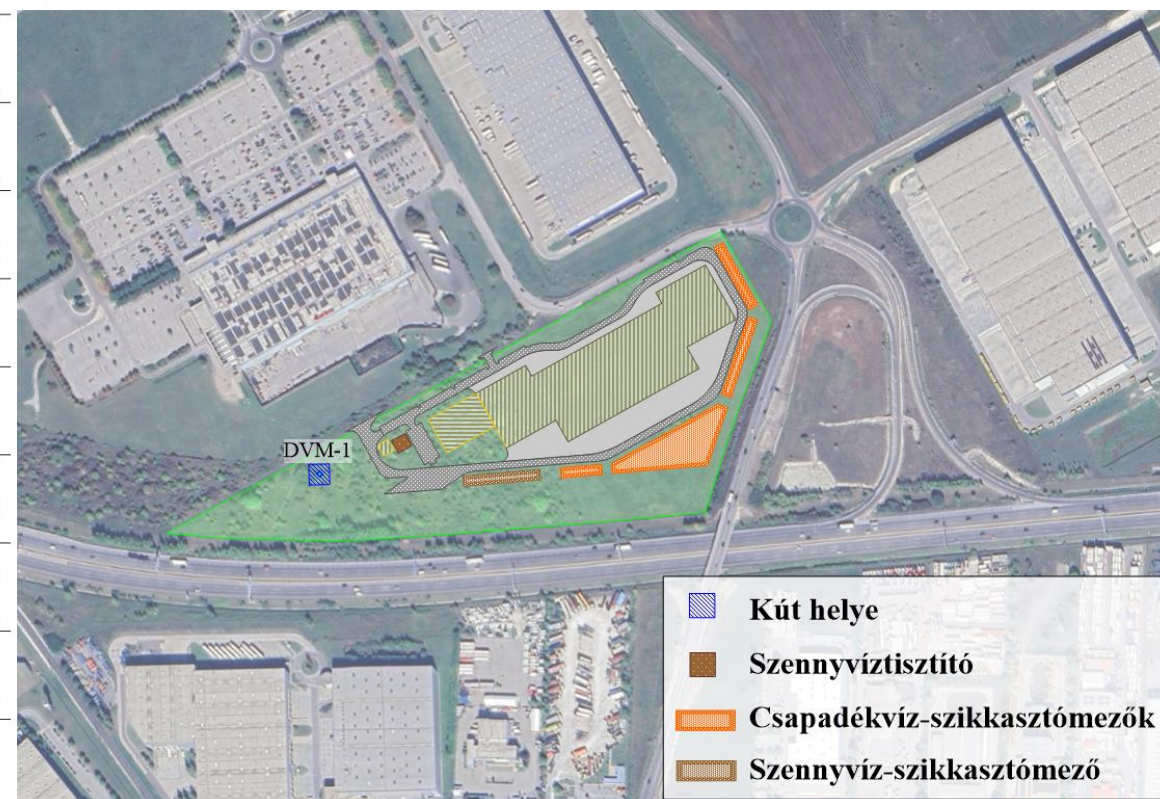 DVM-1
Kút helye
Szennyvíztisztító
Csapadékvíz-szikkasztómezők
Szennyvíz-szikkasztómező